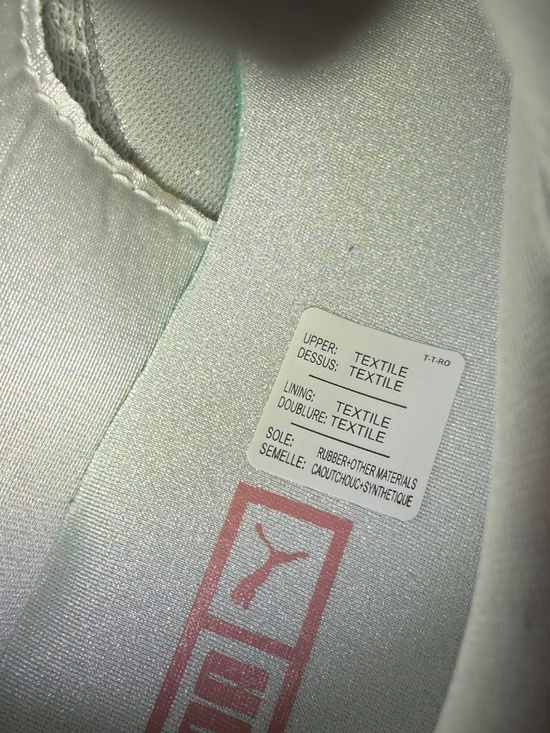 T-T-RO
UPPER: TEXTILE
DESSUS: TEXTILE
LINING: TEXTILE
DOUBLURE: TEXTILE
SOLE: RUBBER+OTHER MATERIALS
SEMELLE: CAOUTCHOUC+SYNTHETIQUE